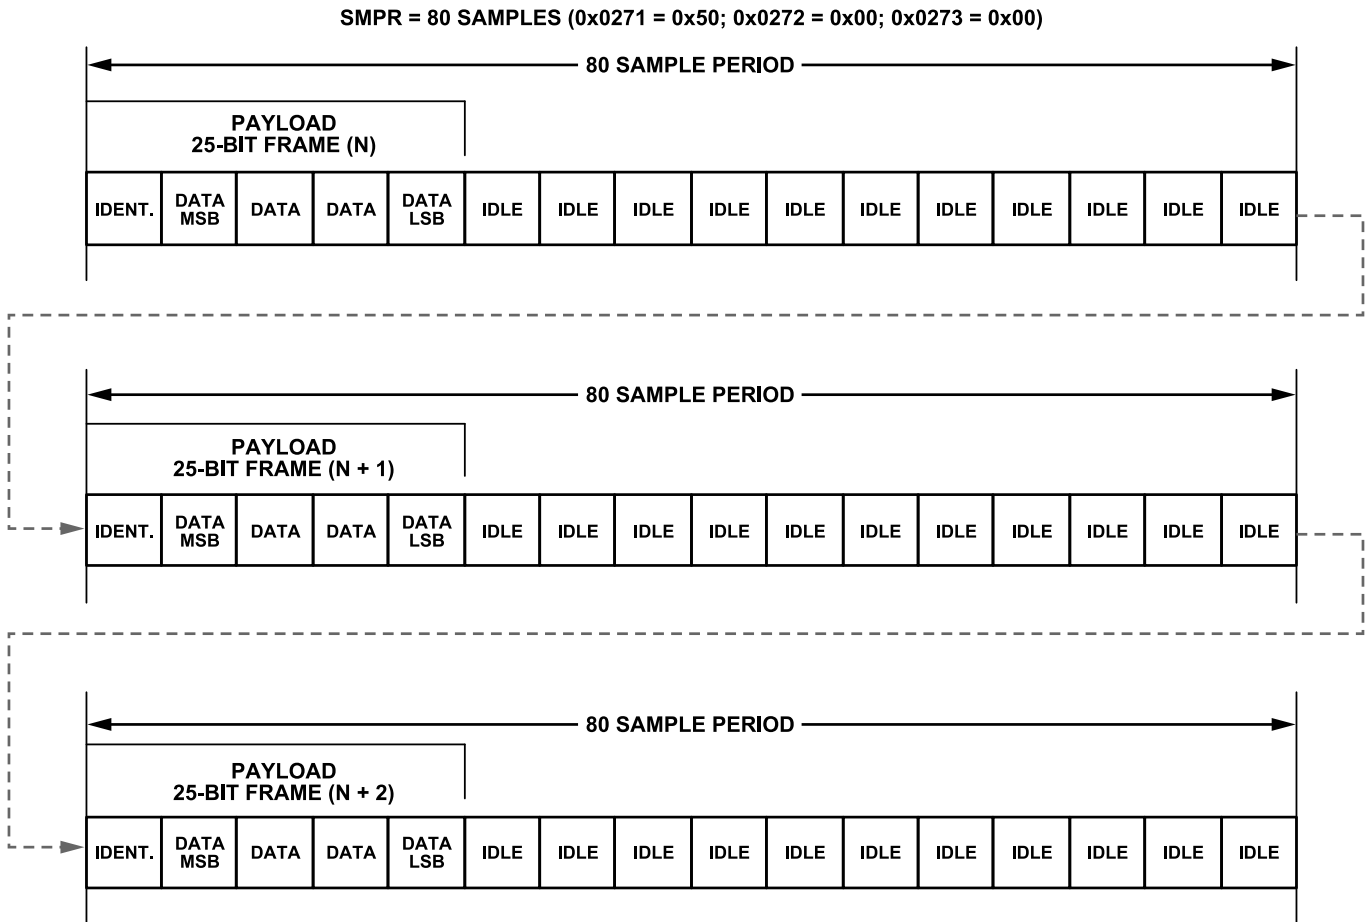 SMPR = 80 SAMPLES (0x0271 = 0x50; 0x0272 = 0x00; 0x0273 = 0x00)
80 SAMPLE PERIOD
PAYLOAD
25-BIT FRAME (N)
IDENT. DATA MSB DATA DATA DATA LSB IDLE IDLE IDLE IDLE IDLE IDLE IDLE IDLE IDLE IDLE IDLE
80 SAMPLE PERIOD
PAYLOAD
25-BIT FRAME (N + 1)
IDENT. DATA MSB DATA DATA DATA LSB IDLE IDLE IDLE IDLE IDLE IDLE IDLE IDLE IDLE IDLE IDLE
80 SAMPLE PERIOD
PAYLOAD
25-BIT FRAME (N + 2)
IDENT. DATA MSB DATA DATA DATA LSB IDLE IDLE IDLE IDLE IDLE IDLE IDLE IDLE IDLE IDLE IDLE